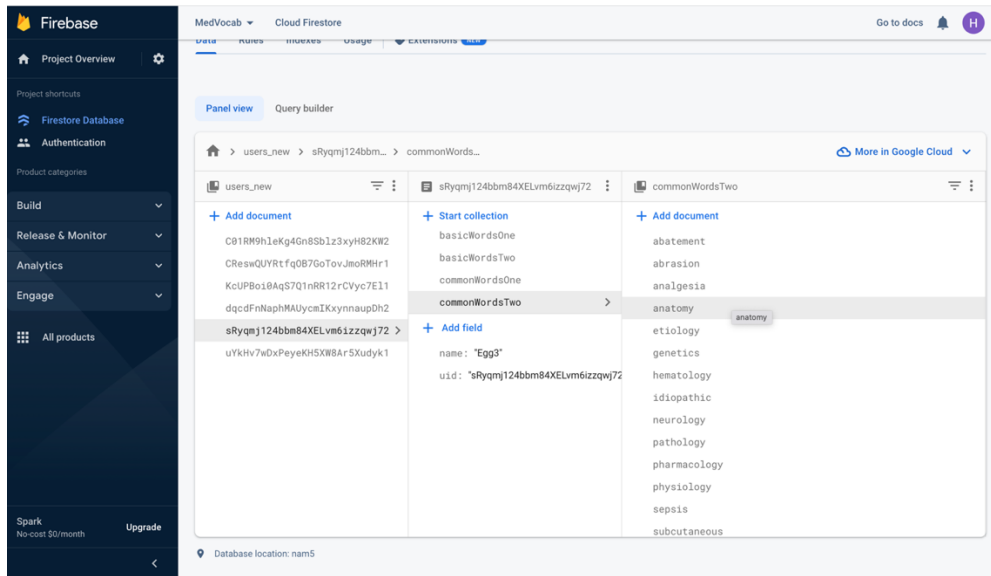 Firebase
Project Overview
Project shortcuts
Firestore Database
Authentication
Product categories
Build
Release & Monitor
Analytics
Engage
All products
Spark
No-cost $0/month
Upgrade
MedVocab
Cloud Firestore
Go to docs
H
Data Rules Indexes Usage Extensions NEW
Panel view
Query builder
users_new > sRyqmj124bbm... > commonWords...
More in Google Cloud
users_new
+ Add document
C01RM9hleKg4Gn8Sblz3xyH82KW2
CReswQUYRtfqOB7GoTovJmoRMHr1
KcUPBoi0AqS7Q1nRR12rCVyc7El1
dqcdFnNaphMAUycmIKxynnaupDh2
sRyqmj124bbm84XELvm6izzqwj72
uYkHv7wDxPeyeKH5XW8Ar5Xudyk1
sRyqmj124bbm84XELvm6izzqwj72
+ Start collection
basicWordsOne
basicWordsTwo
commonWordsOne
commonWordsTwo
+ Add field
name: "Egg3"
uid: "sRyqmj124bbm84XELvm6izzqwj72
commonWordsTwo
+ Add document
abatement
abrasion
analgesia
anatomy
anatomy
etiology
genetics
hematology
idiopathic
neurology
pathology
pharmacology
physiology
sepsis
subcutaneous
Database location: nam5